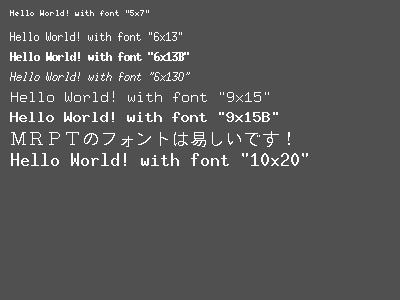 Hello World! with font "5x7"
Hello World! with font "6x13"
Hello World! with font "6x13B"
Hello World! with font "6x13O"
Hello World! with font "9x15"
Hello World! with font "9x15B"
ＭＲＰＴのフォントは易しいです！
Hello World! with font "10x20"